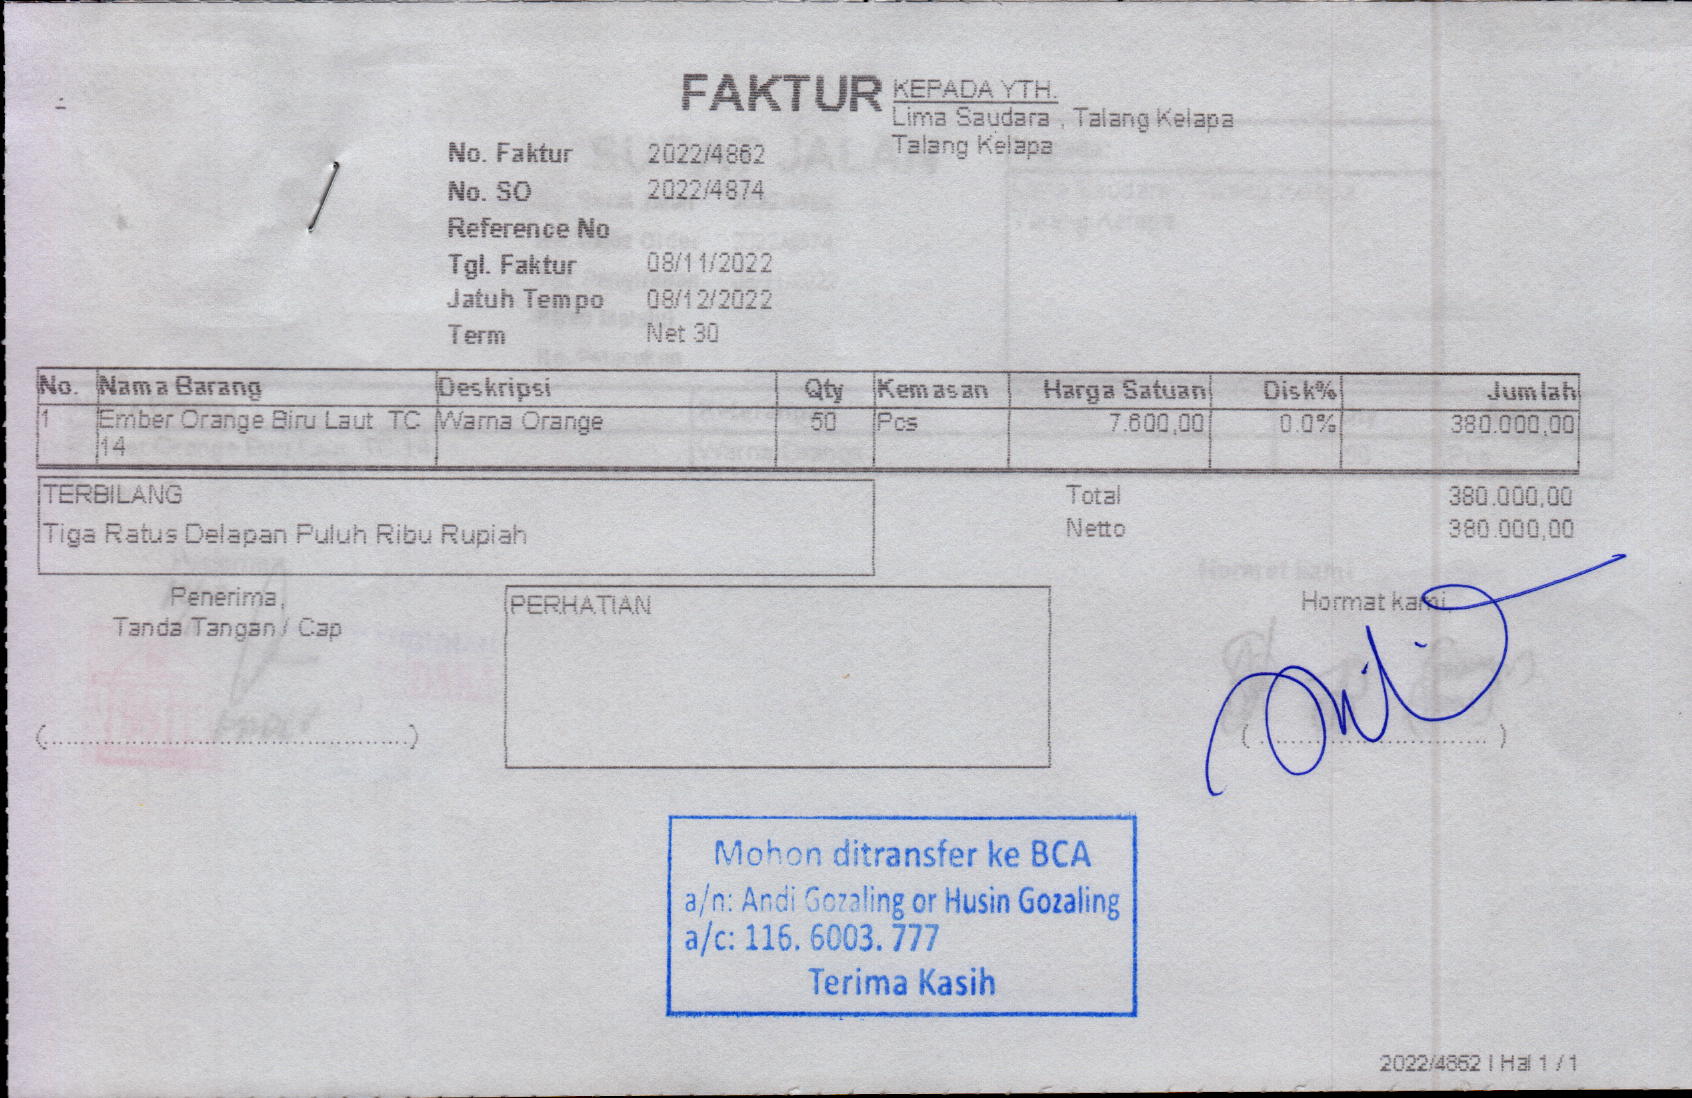 FAKTUR
KEPADA YTH.
Lima Saudara , Talang Kelapa
Talang Kelapa
No. Faktur 2022/4862
No. SO 2022/4874
Reference No
Tgl. Faktur 08/11/2022
Jatuh Tempo 08/12/2022
Term Net 30
No. Nama Barang Deskripsi Qty Kemasan Harga Satuan Disk% Jumlah
1 Ember Orange Biru Laut TC Warna Orange 50 Pcs 7.600,00 0.0% 380.000,00
14
TERBILANG
Tiga Ratus Delapan Puluh Ribu Rupiah
Total 380.000,00
Netto 380.000,00
Penerima,
Tanda Tangan / Cap
(............................................)
PERHATIAN
Hormat kami,
(............................)
Mohon ditransfer ke BCA
a/n: Andi Gozaling or Husin Gozaling
a/c: 116. 6003. 777
Terima Kasih
2022/4862 | Hal 1 / 1